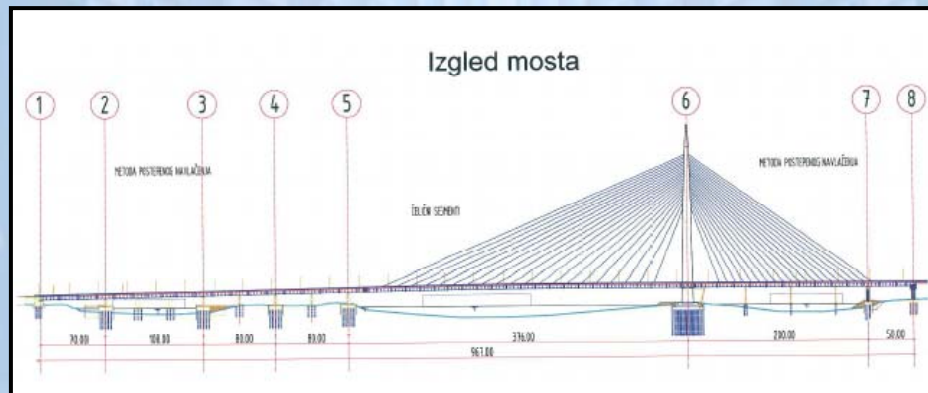 Izgled mosta
1 2 3 4 5 6 7 8
METODA POSTEPENOG NAVLAČENJA
METODA POSTEPENOG NAVLAČENJA
ČELIČNI SEGMENTI
70.00 108.00 80.00 80.00 376.00 200.00 50.00
967.00